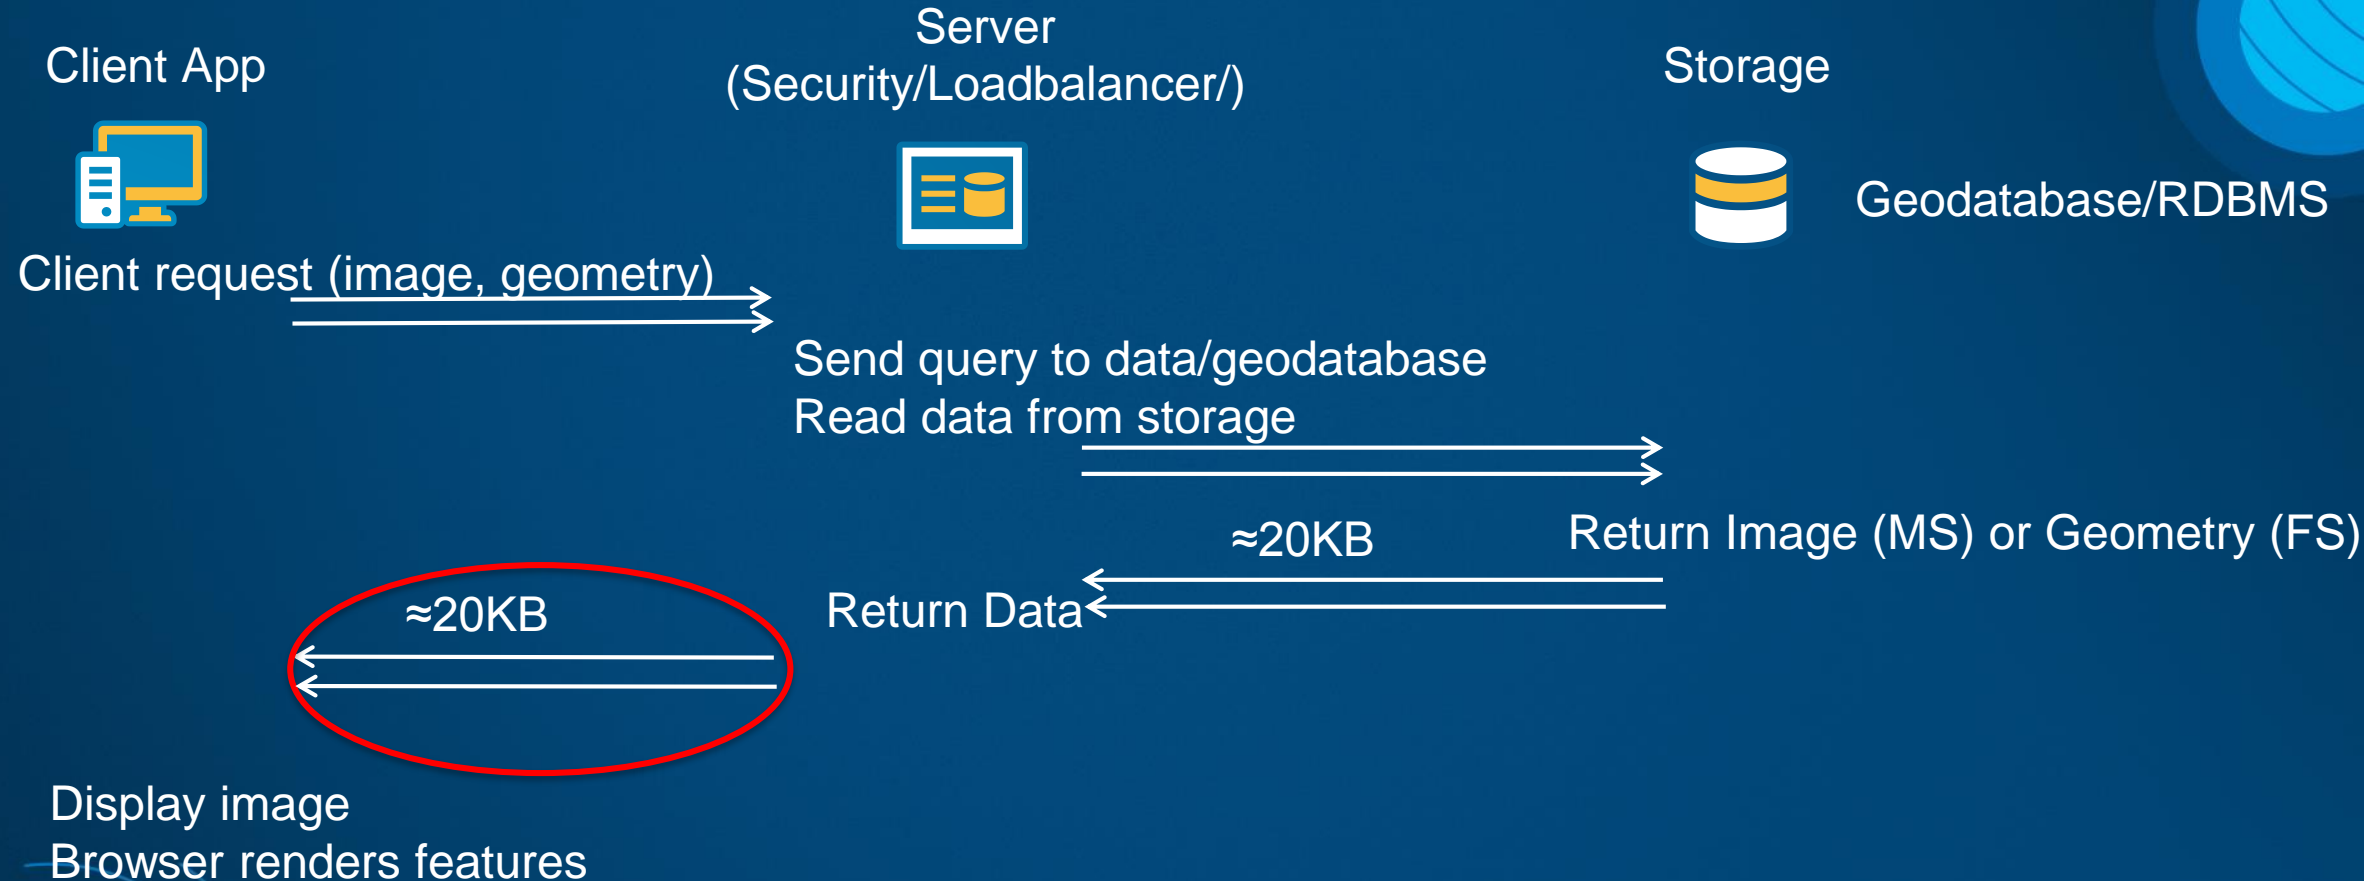 Client App
Server
(Security/Loadbalancer/)
Storage
Geodatabase/RDBMS
Client request (image, geometry)
Send query to data/geodatabase
Read data from storage
≈20KB
Return Image (MS) or Geometry (FS)
≈20KB
Return Data
Display image
Browser renders features